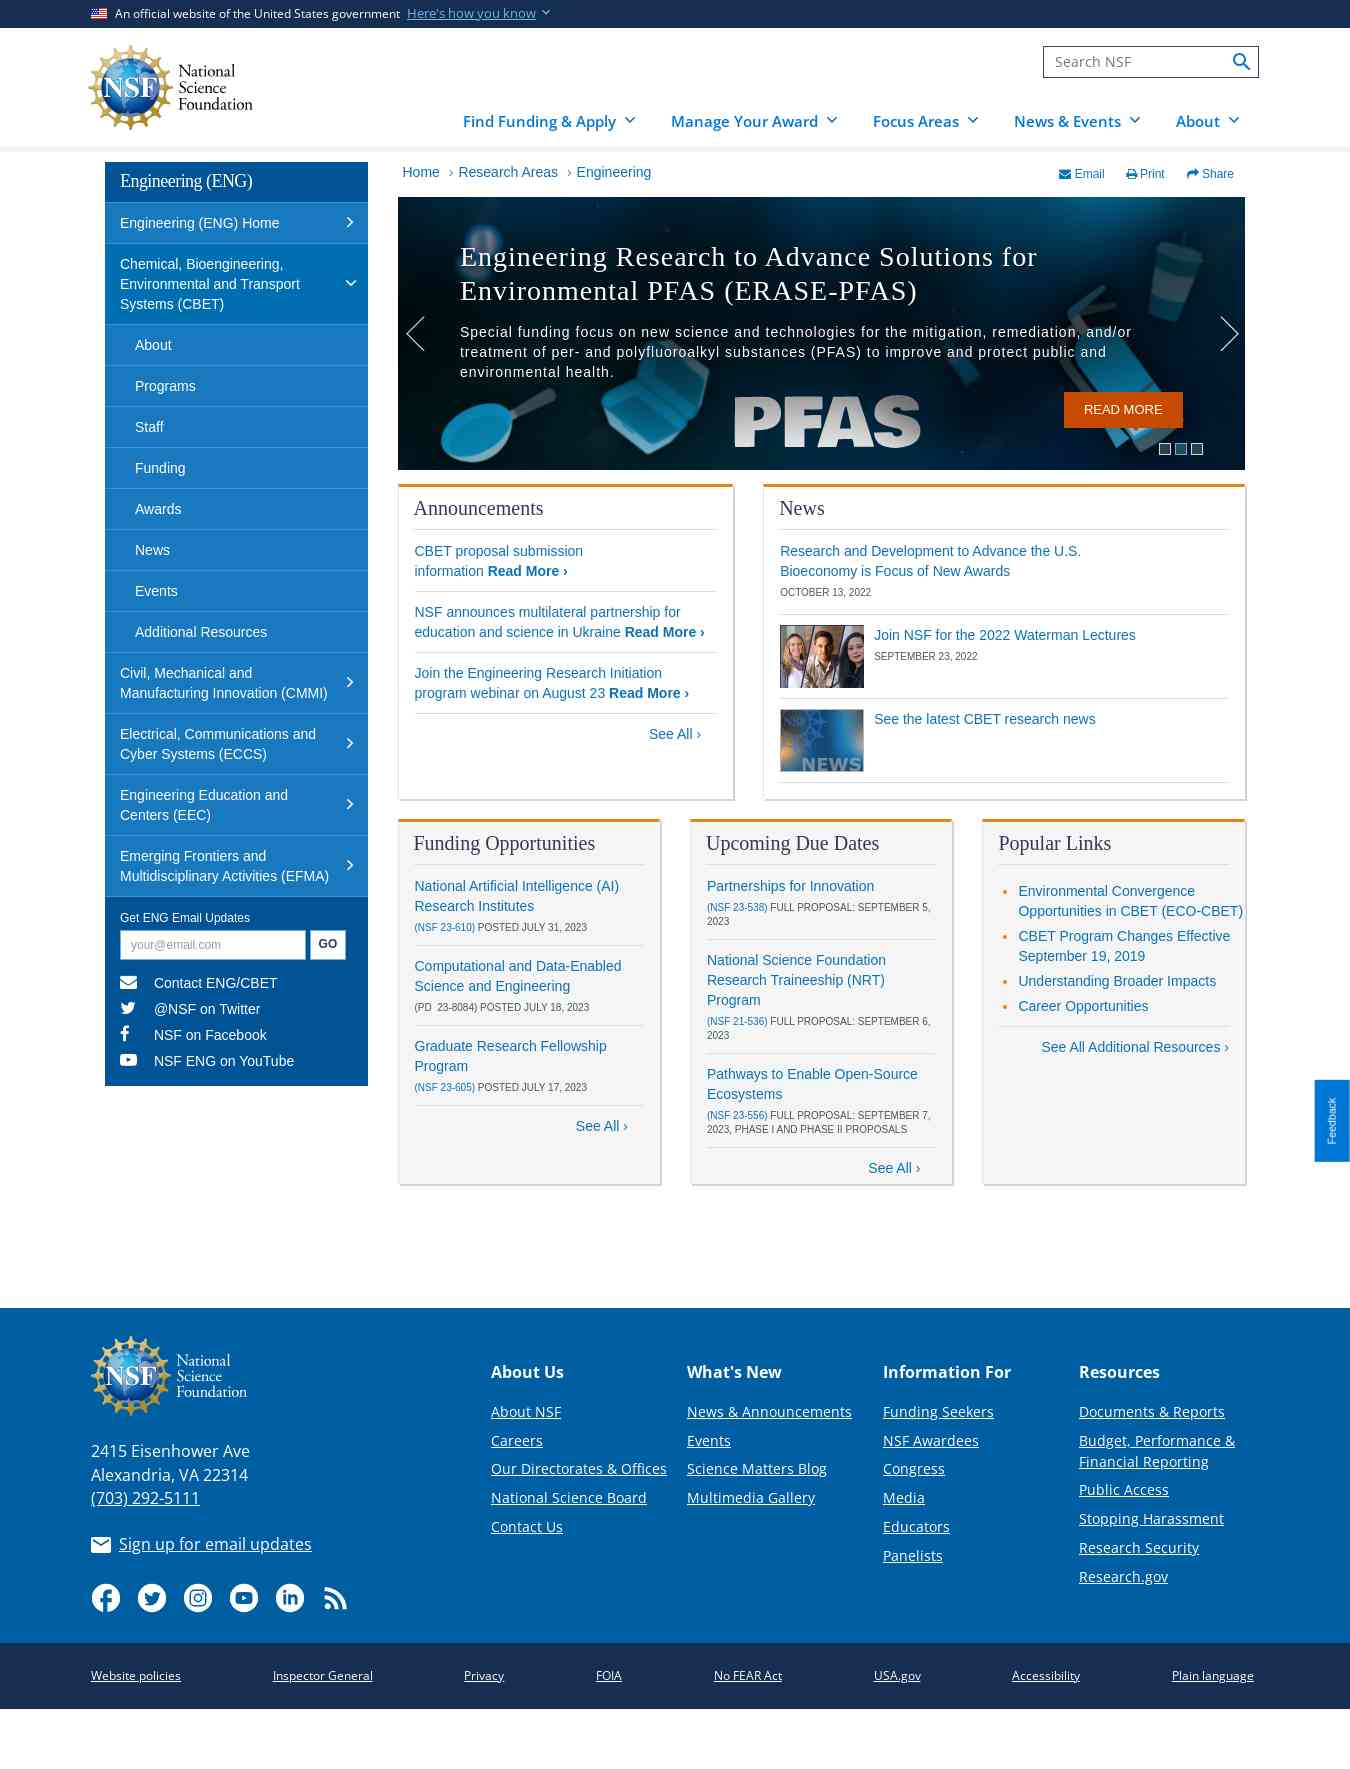 An official website of the United States government Here's how you know
NSF
National
Science
Foundation
Search NSF
Find Funding & Apply
Manage Your Award
Focus Areas
News & Events
About
Engineering (ENG)
Engineering (ENG) Home
Chemical, Bioengineering,
Environmental and Transport
Systems (CBET)
About
Programs
Staff
Funding
Awards
News
Events
Additional Resources
Civil, Mechanical and
Manufacturing Innovation (CMMI)
Electrical, Communications and
Cyber Systems (ECCS)
Engineering Education and
Centers (EEC)
Emerging Frontiers and
Multidisciplinary Activities (EFMA)
Get ENG Email Updates
your@email.com
GO
Contact ENG/CBET
@NSF on Twitter
NSF on Facebook
NSF ENG on YouTube
Home › Research Areas › Engineering
Email
Print
Share
Engineering Research to Advance Solutions for
Environmental PFAS (ERASE-PFAS)
Special funding focus on new science and technologies for the mitigation, remediation, and/or
treatment of per- and polyfluoroalkyl substances (PFAS) to improve and protect public and
environmental health.
PFAS
READ MORE
Announcements
CBET proposal submission
information Read More ›
NSF announces multilateral partnership for
education and science in Ukraine Read More ›
Join the Engineering Research Initiation
program webinar on August 23 Read More ›
See All ›
News
Research and Development to Advance the U.S.
Bioeconomy is Focus of New Awards
OCTOBER 13, 2022
Join NSF for the 2022 Waterman Lectures
SEPTEMBER 23, 2022
See the latest CBET research news
NSF
NEWS
Funding Opportunities
National Artificial Intelligence (AI)
Research Institutes
(NSF 23-610) POSTED JULY 31, 2023
Computational and Data-Enabled
Science and Engineering
(PD 23-8084) POSTED JULY 18, 2023
Graduate Research Fellowship
Program
(NSF 23-605) POSTED JULY 17, 2023
See All ›
Upcoming Due Dates
Partnerships for Innovation
(NSF 23-538) FULL PROPOSAL: SEPTEMBER 5,
2023
National Science Foundation
Research Traineeship (NRT)
Program
(NSF 21-536) FULL PROPOSAL: SEPTEMBER 6,
2023
Pathways to Enable Open-Source
Ecosystems
(NSF 23-556) FULL PROPOSAL: SEPTEMBER 7,
2023, PHASE I AND PHASE II PROPOSALS
See All ›
Popular Links
Environmental Convergence
Opportunities in CBET (ECO-CBET)
CBET Program Changes Effective
September 19, 2019
Understanding Broader Impacts
Career Opportunities
See All Additional Resources ›
Feedback
NSF
National
Science
Foundation
2415 Eisenhower Ave
Alexandria, VA 22314
(703) 292-5111
Sign up for email updates
About Us
About NSF
Careers
Our Directorates & Offices
National Science Board
Contact Us
What's New
News & Announcements
Events
Science Matters Blog
Multimedia Gallery
Information For
Funding Seekers
NSF Awardees
Congress
Media
Educators
Panelists
Resources
Documents & Reports
Budget, Performance &
Financial Reporting
Public Access
Stopping Harassment
Research Security
Research.gov
Website policies
Inspector General
Privacy
FOIA
No FEAR Act
USA.gov
Accessibility
Plain language